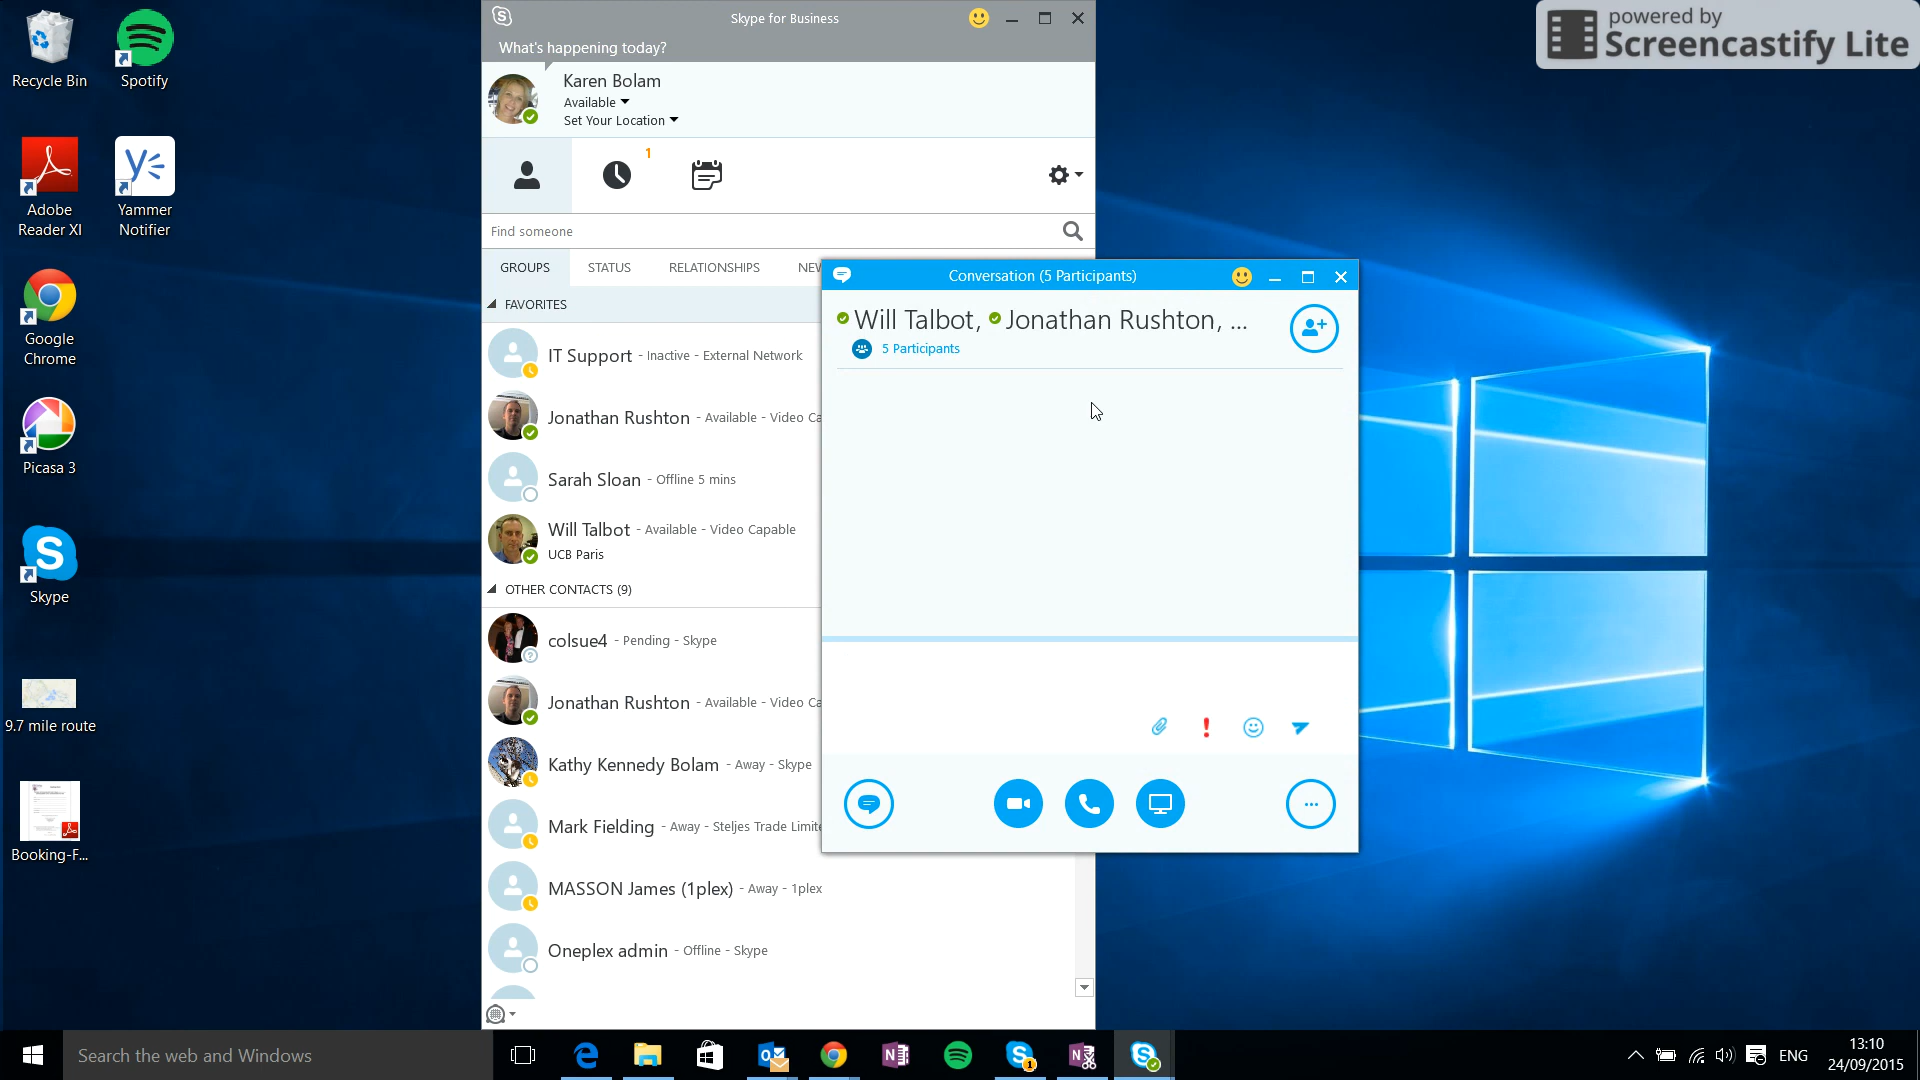 Recycle Bin
Spotify
Adobe
Reader XI
Yammer
Notifier
Google
Chrome
Picasa 3
Skype
9.7 mile route
Booking-F...
Skype for Business
What's happening today?
Karen Bolam
Available
Set Your Location
1
Find someone
GROUPS
STATUS
RELATIONSHIPS
NEW
FAVORITES
IT Support - Inactive - External Network
Jonathan Rushton - Available - Video Ca
Sarah Sloan - Offline 5 mins
Will Talbot - Available - Video Capable
UCB Paris
OTHER CONTACTS (9)
colsue4 - Pending - Skype
Jonathan Rushton - Available - Video Ca
Kathy Kennedy Bolam - Away - Skype
Mark Fielding - Away - Steljes Trade Limite
MASSON James (1plex) - Away - 1plex
Oneplex admin - Offline - Skype
Conversation (5 Participants)
Will Talbot, Jonathan Rushton, ...
5 Participants
powered by
Screencastify Lite
Search the web and Windows
ENG
13:10
24/09/2015